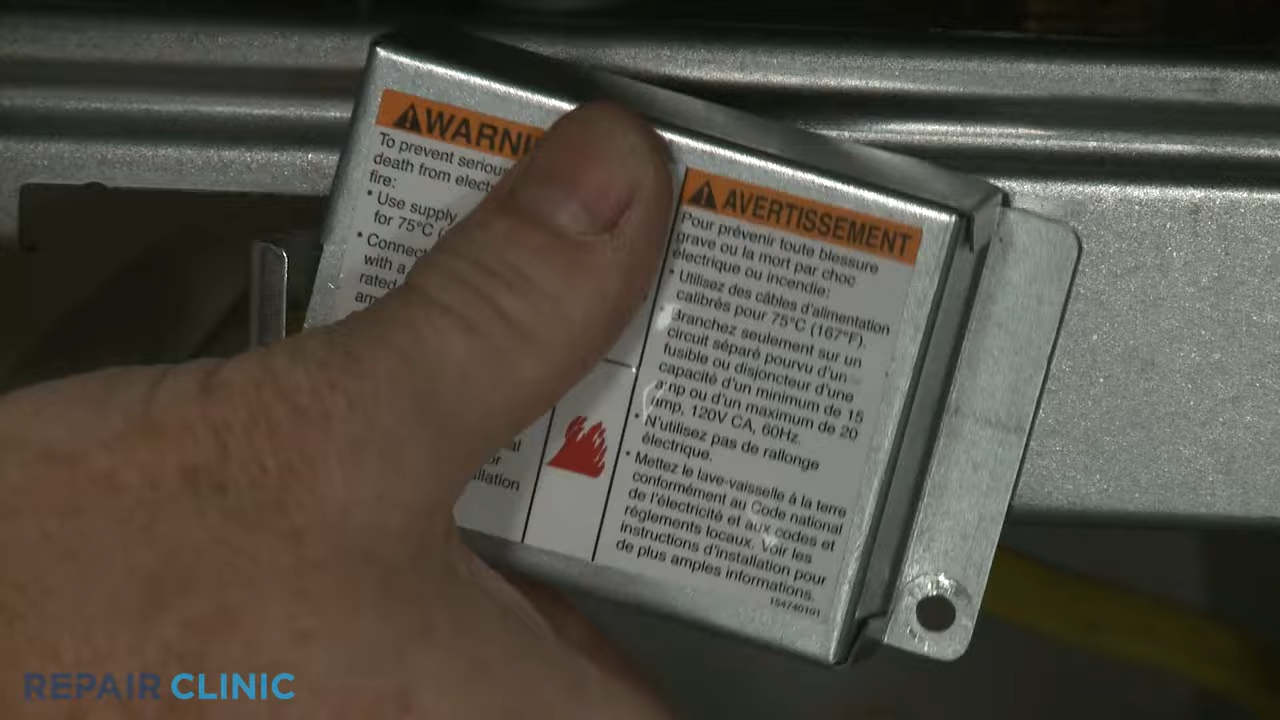 WARNI
To prevent seriou
death from elect
fire:
• Use supply
for 75°C (
• Connec
with a
rated
am
or
llation
AVERTISSEMENT
Pour prévenir toute blessure
grave ou la mort par choc
électrique ou incendie:
• Utilisez des câbles d'alimentation
calibrés pour 75°C (167°F).
• Branchez seulement sur un
circuit séparé pourvu d'un
fusible ou disjoncteur d'une
capacité d'un minimum de 15
amp ou d'un maximum de 20
amp, 120V CA, 60Hz.
• N'utilisez pas de rallonge
électrique.
• Mettez le lave-vaisselle á la terre
conformément au Code national
de l'électricité et aux codes et
réglements locaux. Voir les
instructions d'installation pour
de plus amples informations.
154740101
REPAIR CLINIC